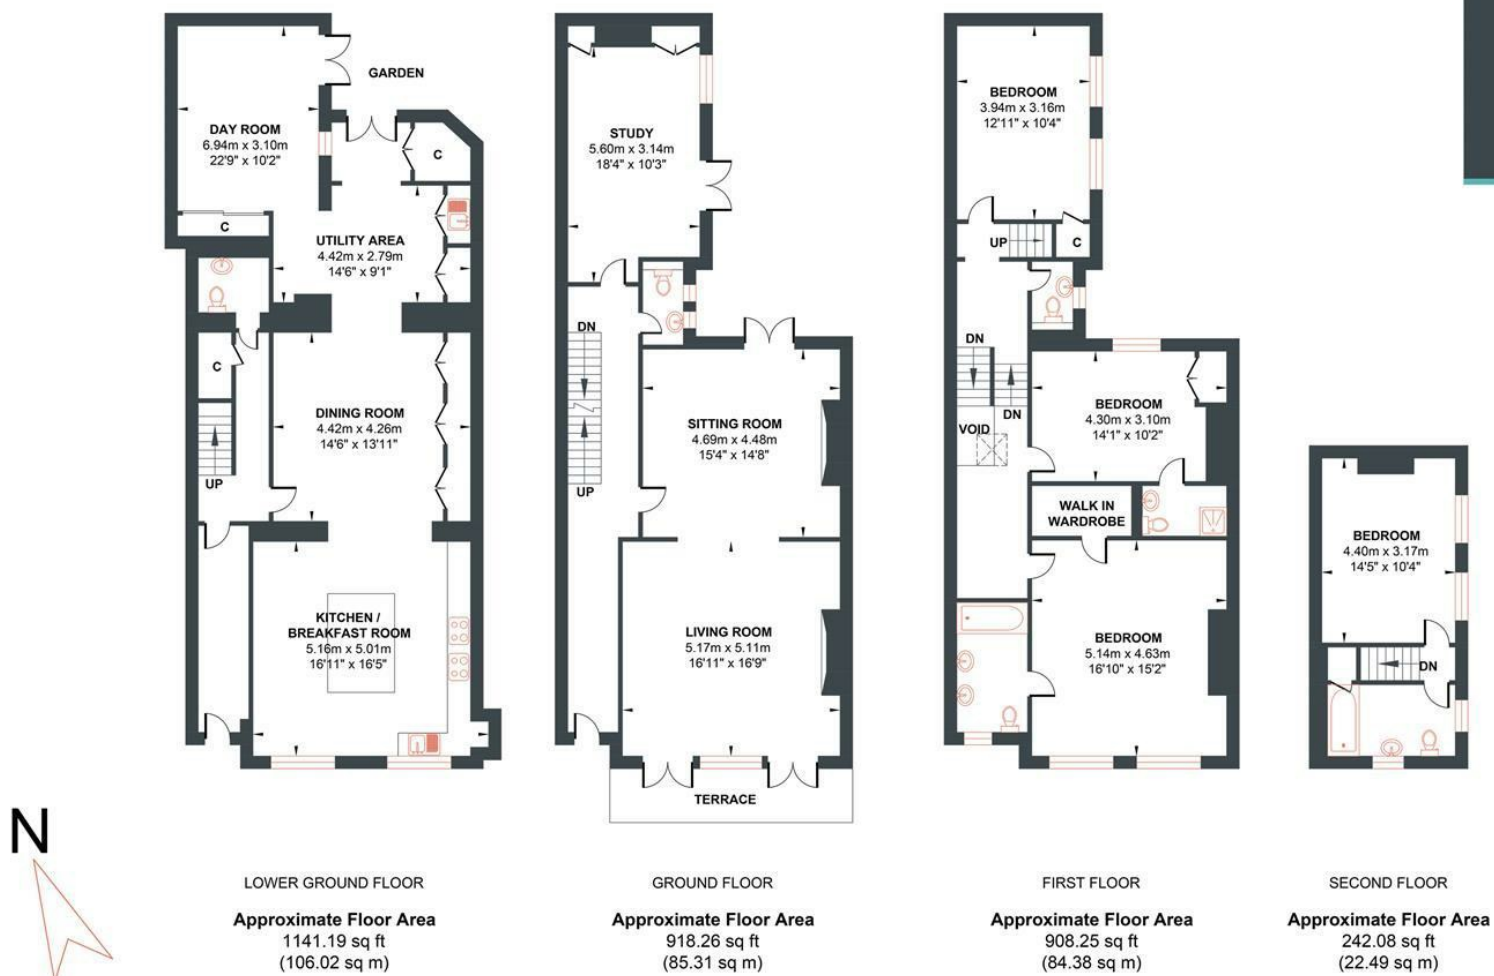 GARDEN
DAY ROOM
6.94m x 3.10m
22'9" x 10'2"
C
C
UTILITY AREA
4.42m x 2.79m
14'6" x 9'1"
C
DINING ROOM
4.42m x 4.26m
14'6" x 13'11"
UP
KITCHEN /
BREAKFAST ROOM
5.16m x 5.01m
16'11" x 16'5"
STUDY
5.60m x 3.14m
18'4" x 10'3"
DN
SITTING ROOM
4.69m x 4.48m
15'4" x 14'8"
UP
LIVING ROOM
5.17m x 5.11m
16'11" x 16'9"
TERRACE
BEDROOM
3.94m x 3.16m
12'11" x 10'4"
UP
C
DN
DN
VOID
BEDROOM
4.30m x 3.10m
14'1" x 10'2"
WALK IN
WARDROBE
BEDROOM
5.14m x 4.63m
16'10" x 15'2"
BEDROOM
4.40m x 3.17m
14'5" x 10'4"
DN
N
LOWER GROUND FLOOR
Approximate Floor Area
1141.19 sq ft
(106.02 sq m)
GROUND FLOOR
Approximate Floor Area
918.26 sq ft
(85.31 sq m)
FIRST FLOOR
Approximate Floor Area
908.25 sq ft
(84.38 sq m)
SECOND FLOOR
Approximate Floor Area
242.08 sq ft
(22.49 sq m)